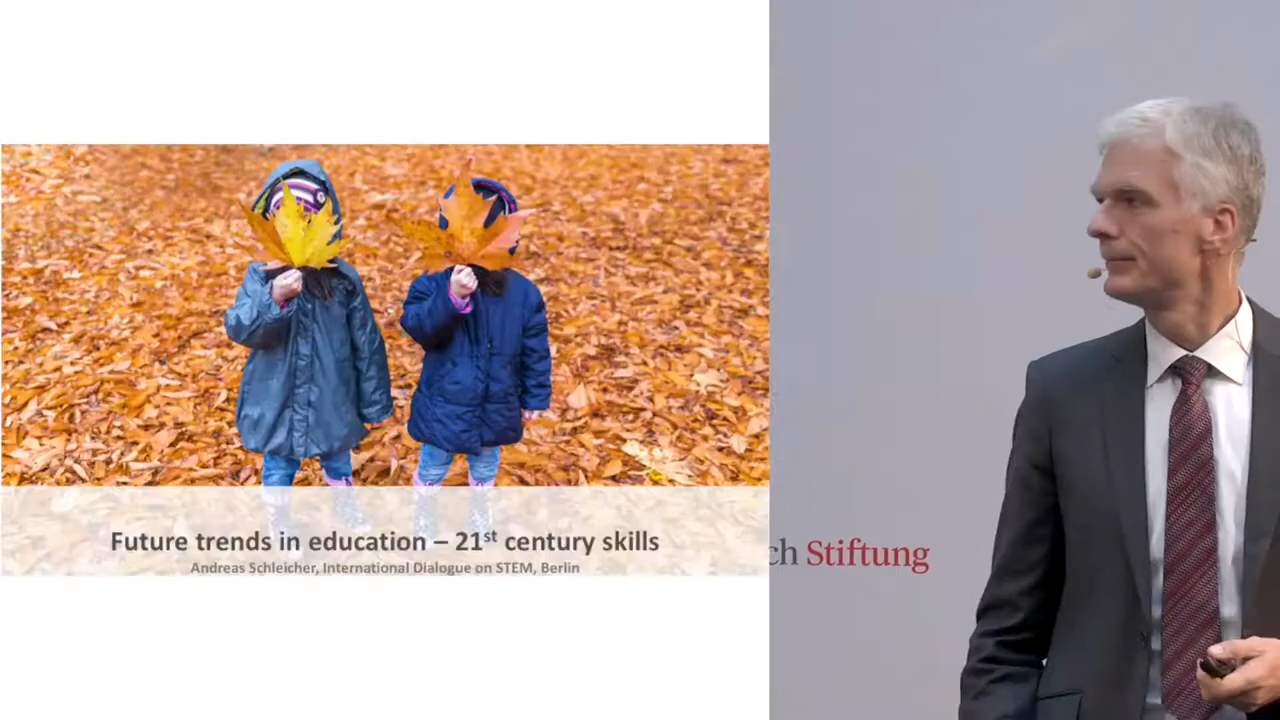 Future trends in education – 21st century skills
Andreas Schleicher, International Dialogue on STEM, Berlin
ch Stiftung